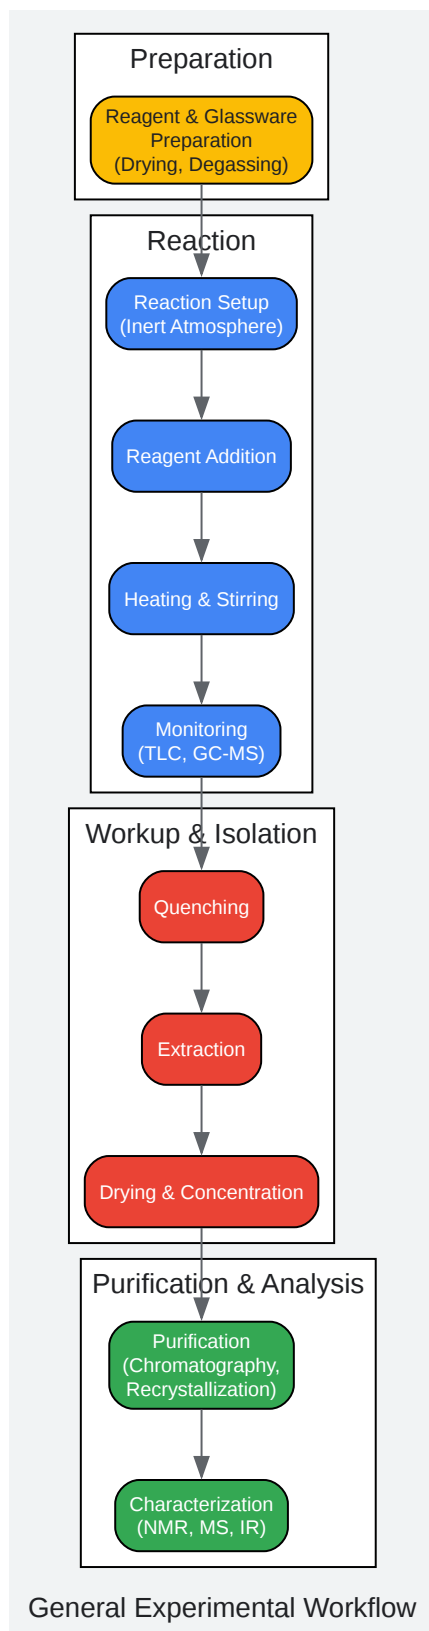 Preparation
Reagent & Glassware
Preparation
(Drying, Degassing)
Reaction
Reaction Setup
(Inert Atmosphere)
Reagent Addition
Heating & Stirring
Monitoring
(TLC, GC-MS)
Workup & Isolation
Quenching
Extraction
Drying & Concentration
Purification & Analysis
Purification
(Chromatography,
Recrystallization)
Characterization
(NMR, MS, IR)
General Experimental Workflow